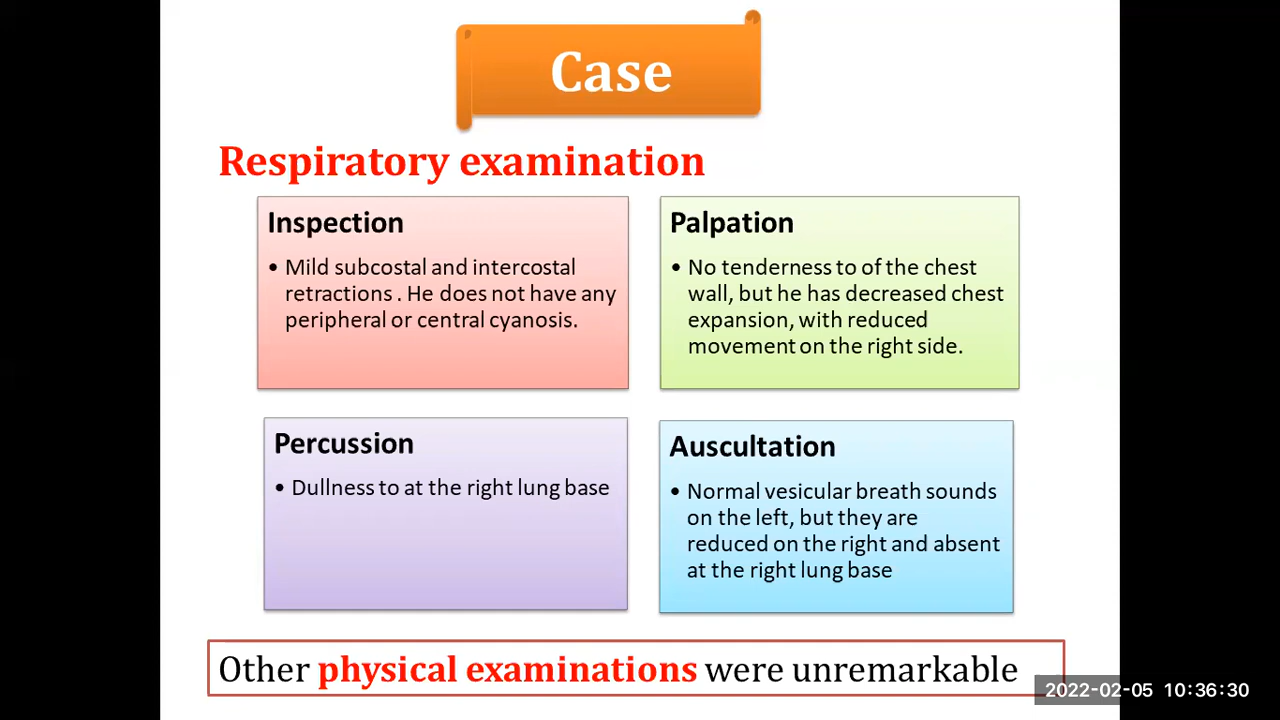 Case
Respiratory examination
Inspection
• Mild subcostal and intercostal
retractions . He does not have any
peripheral or central cyanosis.
Palpation
• No tenderness to of the chest
wall, but he has decreased chest
expansion, with reduced
movement on the right side.
Percussion
• Dullness to at the right lung base
Auscultation
• Normal vesicular breath sounds
on the left, but they are
reduced on the right and absent
at the right lung base
Other physical examinations were unremarkable
2022-02-05 10:36:30